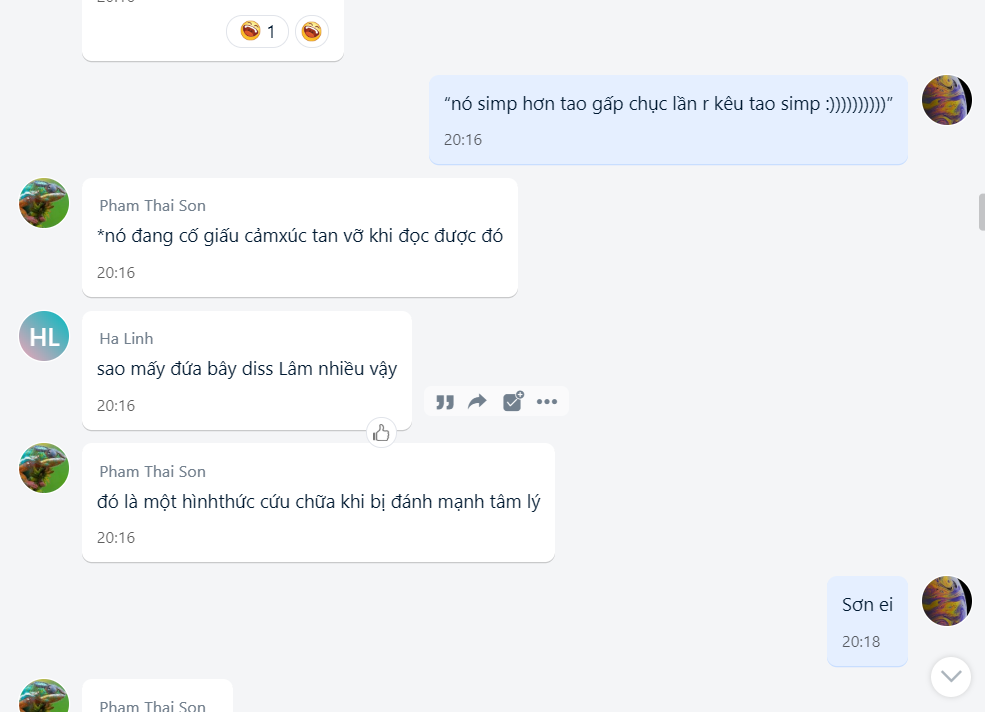 20:16
1
“nó simp hơn tao gấp chục lần r kêu tao simp :))))))))))”
20:16
Pham Thai Son
*nó đang cố giấu cảmxúc tan vỡ khi đọc được đó
20:16
HL
Ha Linh
sao mấy đứa bây diss Lâm nhiều vậy
20:16
Pham Thai Son
đó là một hìnhthức cứu chữa khi bị đánh mạnh tâm lý
20:16
Sơn ei
20:18
Pham Thai Son